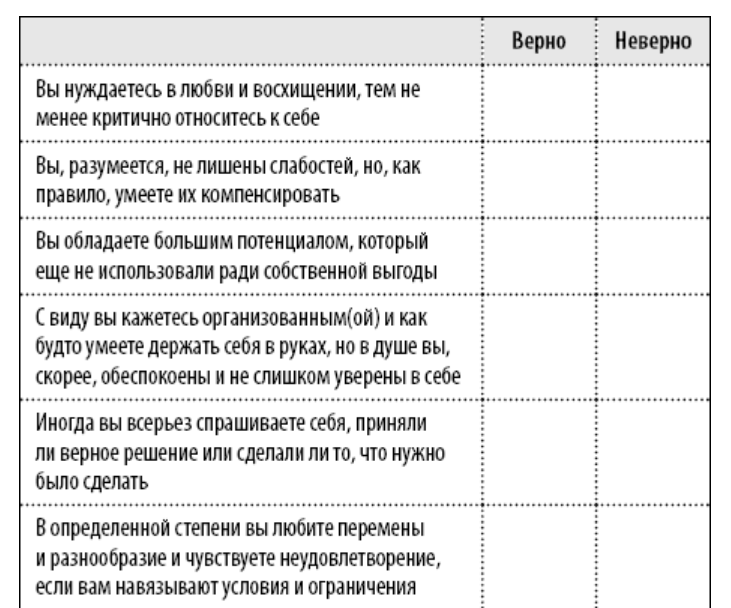 Верно Неверно
Вы нуждаетесь в любви и восхищении, тем не
менее критично относитесь к себе
Вы, разумеется, не лишены слабостей, но, как
правило, умеете их компенсировать
Вы обладаете большим потенциалом, который
еще не использовали ради собственной выгоды
С виду вы кажетесь организованным(ой) и как
будто умеете держать себя в руках, но в душе вы,
скорее, обеспокоены и не слишком уверены в себе
Иногда вы всерьез спрашиваете себя, приняли
ли верное решение или сделали ли то, что нужно
было сделать
В определенной степени вы любите перемены
и разнообразие и чувствуете неудовлетворение,
если вам навязывают условия и ограничения